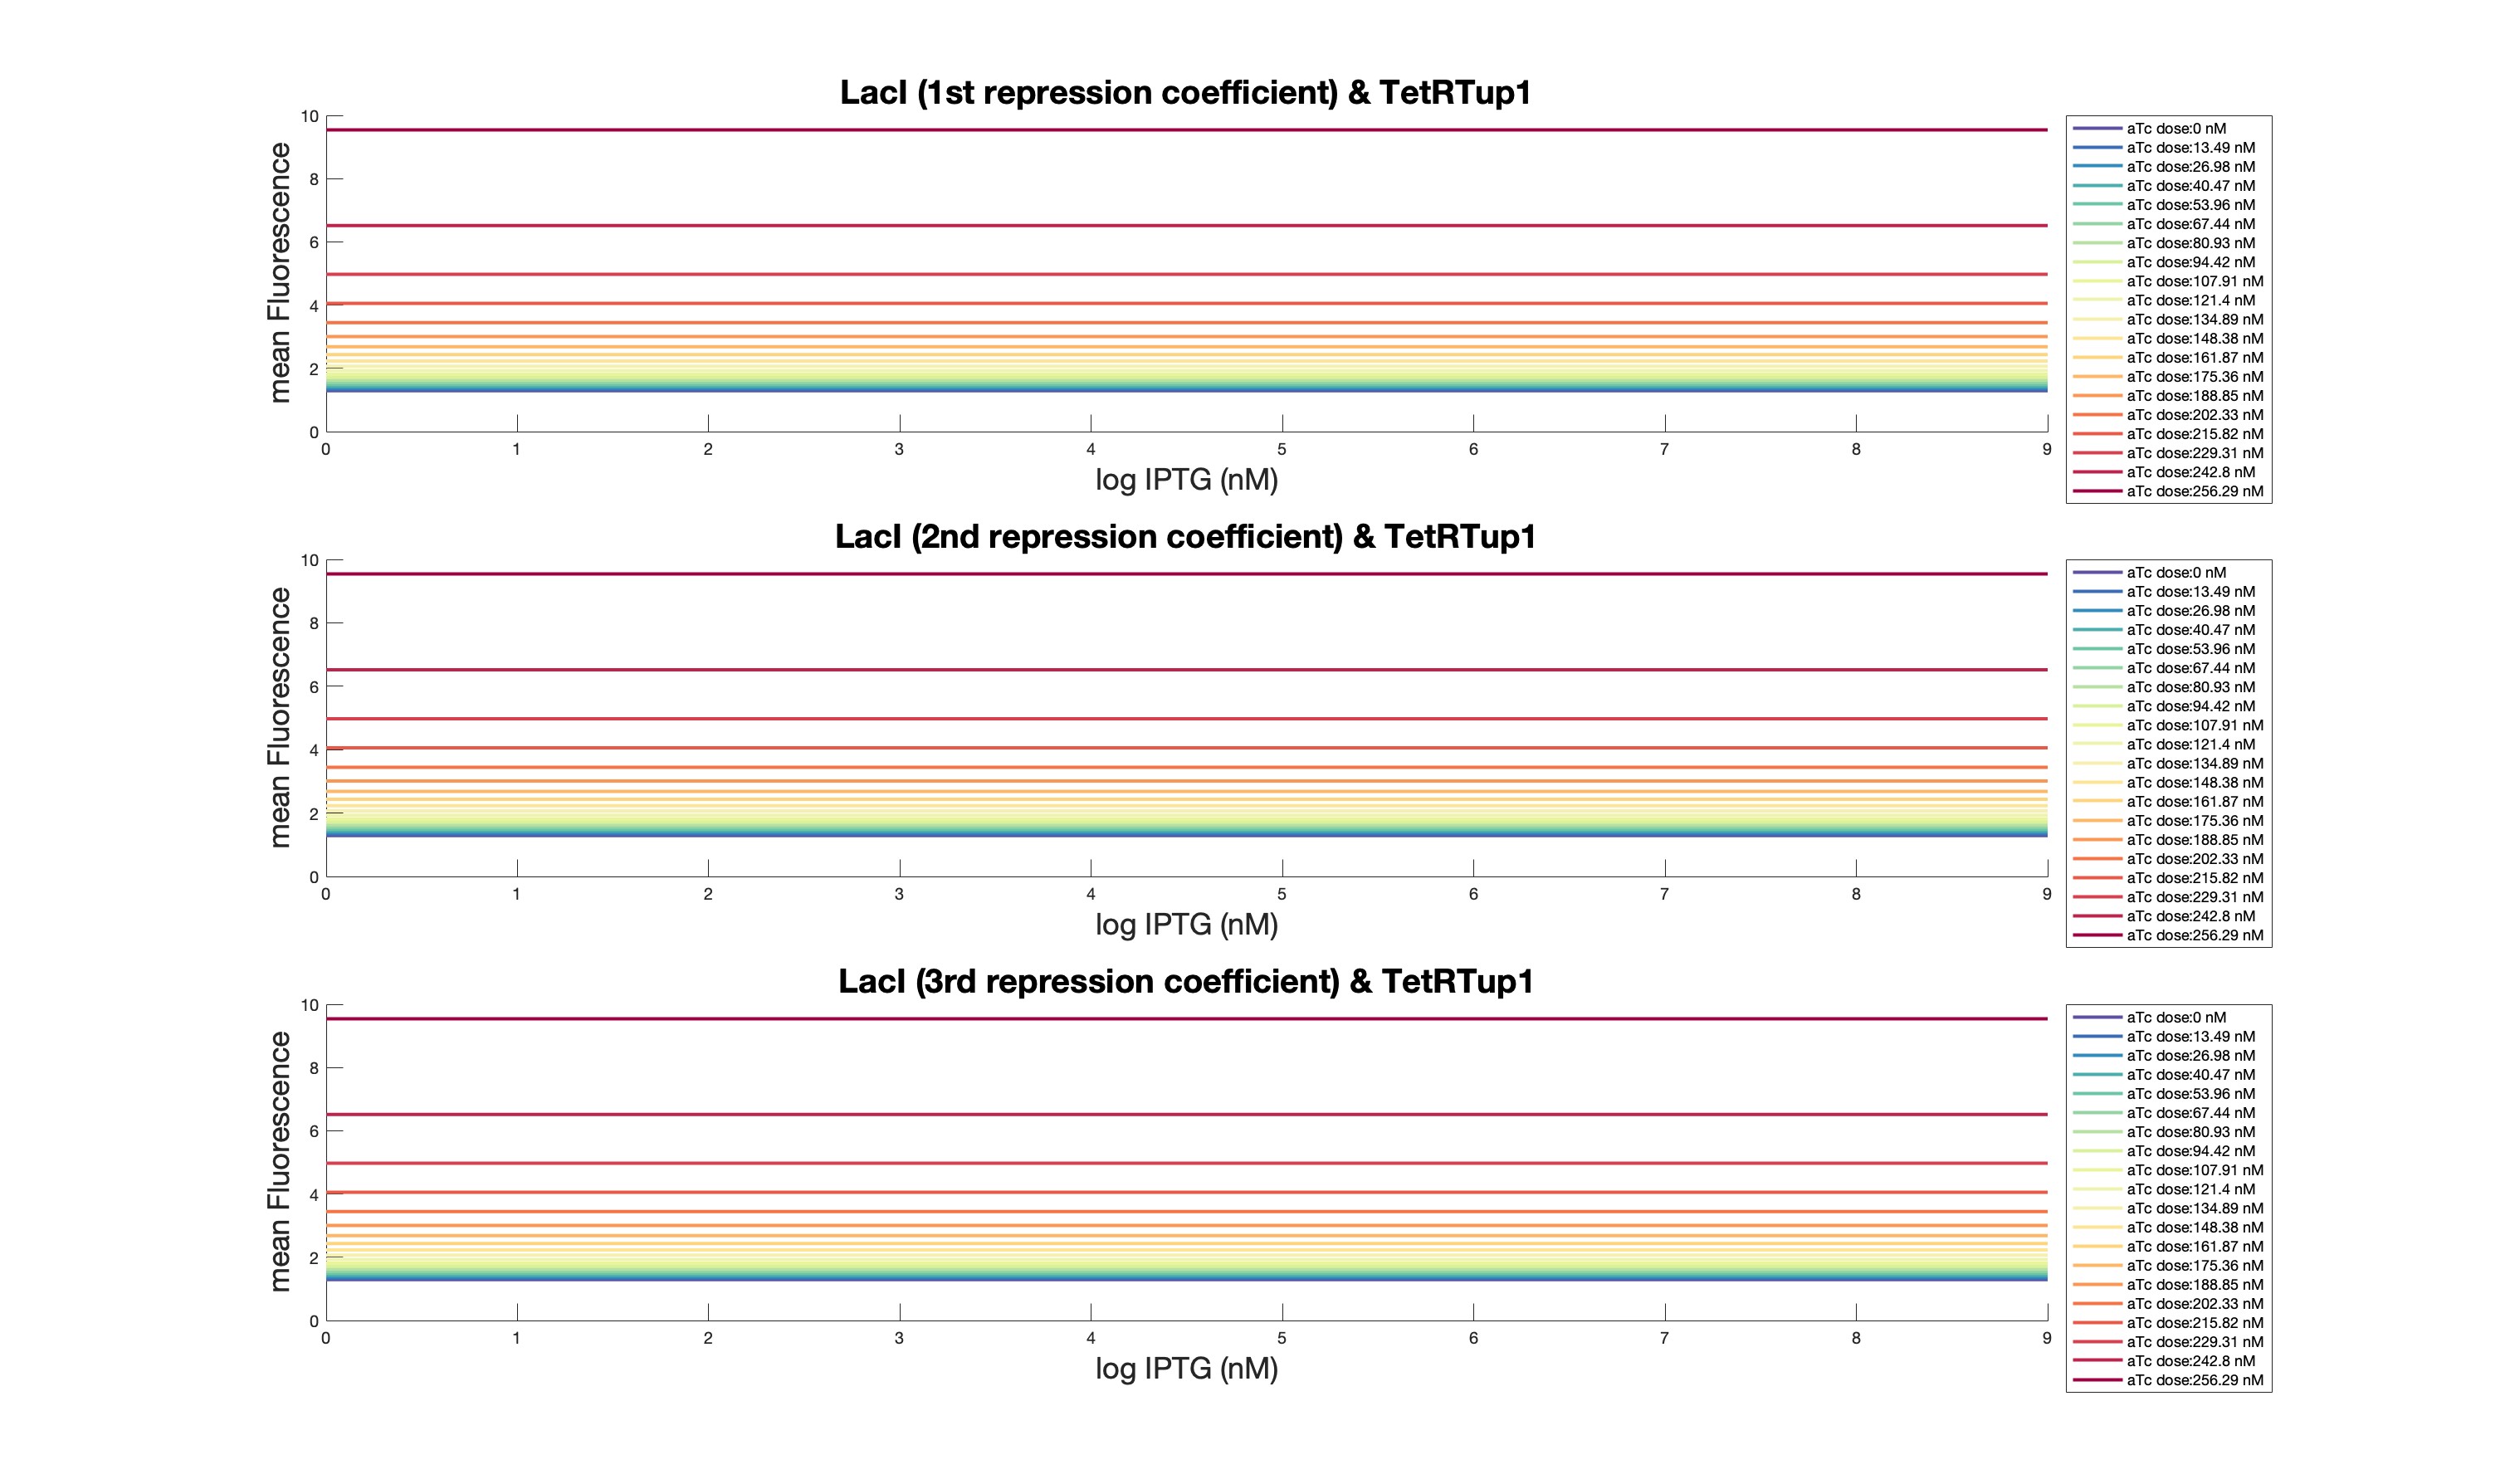 LacI (1st repression coefficient) & TetRTup1
mean Fluorescence
10
8
6
4
2
0
0 1 2 3 4 5 6 7 8 9
log IPTG (nM)
aTc dose:0 nM
aTc dose:13.49 nM
aTc dose:26.98 nM
aTc dose:40.47 nM
aTc dose:53.96 nM
aTc dose:67.44 nM
aTc dose:80.93 nM
aTc dose:94.42 nM
aTc dose:107.91 nM
aTc dose:121.4 nM
aTc dose:134.89 nM
aTc dose:148.38 nM
aTc dose:161.87 nM
aTc dose:175.36 nM
aTc dose:188.85 nM
aTc dose:202.33 nM
aTc dose:215.82 nM
aTc dose:229.31 nM
aTc dose:242.8 nM
aTc dose:256.29 nM
LacI (2nd repression coefficient) & TetRTup1
mean Fluorescence
10
8
6
4
2
0
0 1 2 3 4 5 6 7 8 9
log IPTG (nM)
aTc dose:0 nM
aTc dose:13.49 nM
aTc dose:26.98 nM
aTc dose:40.47 nM
aTc dose:53.96 nM
aTc dose:67.44 nM
aTc dose:80.93 nM
aTc dose:94.42 nM
aTc dose:107.91 nM
aTc dose:121.4 nM
aTc dose:134.89 nM
aTc dose:148.38 nM
aTc dose:161.87 nM
aTc dose:175.36 nM
aTc dose:188.85 nM
aTc dose:202.33 nM
aTc dose:215.82 nM
aTc dose:229.31 nM
aTc dose:242.8 nM
aTc dose:256.29 nM
LacI (3rd repression coefficient) & TetRTup1
mean Fluorescence
10
8
6
4
2
0
0 1 2 3 4 5 6 7 8 9
log IPTG (nM)
aTc dose:0 nM
aTc dose:13.49 nM
aTc dose:26.98 nM
aTc dose:40.47 nM
aTc dose:53.96 nM
aTc dose:67.44 nM
aTc dose:80.93 nM
aTc dose:94.42 nM
aTc dose:107.91 nM
aTc dose:121.4 nM
aTc dose:134.89 nM
aTc dose:148.38 nM
aTc dose:161.87 nM
aTc dose:175.36 nM
aTc dose:188.85 nM
aTc dose:202.33 nM
aTc dose:215.82 nM
aTc dose:229.31 nM
aTc dose:242.8 nM
aTc dose:256.29 nM